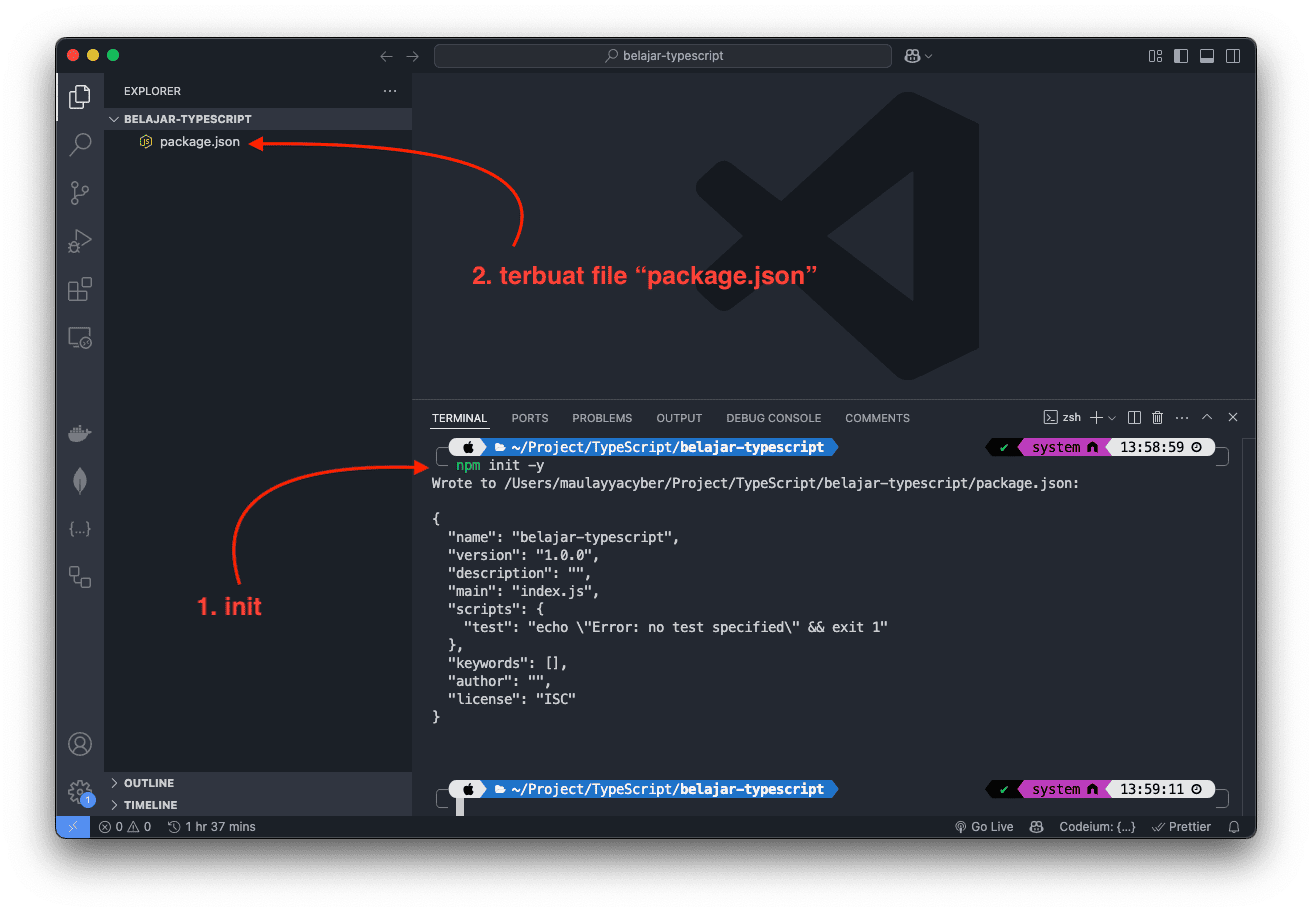 belajar-typescript
EXPLORER
BELAJAR-TYPESCRIPT
JS package.json
2. terbuat file “package.json”
TERMINAL PORTS PROBLEMS OUTPUT DEBUG CONSOLE COMMENTS zsh
~/Project/TypeScript/belajar-typescript ✔ system 13:58:59
npm init -y
Wrote to /Users/maulayyacyber/Project/TypeScript/belajar-typescript/package.json:
{
"name": "belajar-typescript",
"version": "1.0.0",
"description": "",
"main": "index.js",
"scripts": {
"test": "echo \"Error: no test specified\" && exit 1"
},
"keywords": [],
"author": "",
"license": "ISC"
}
1. init
~/Project/TypeScript/belajar-typescript ✔ system 13:59:11
{...}
1
OUTLINE
TIMELINE
0 0 1 hr 37 mins Go Live Codeium: {...} Prettier